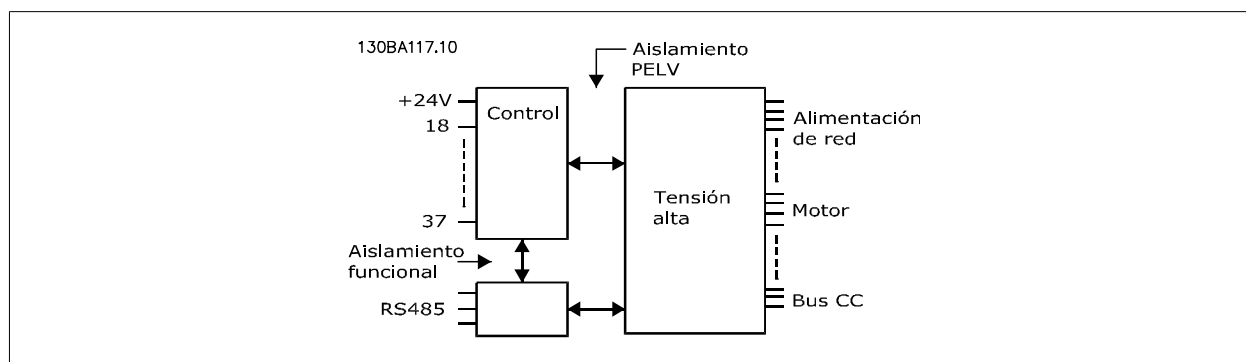 130BA117.10
Aislamiento
PELV
+24V
Control
18
37
Tensión
alta
Alimentación
de red
Motor
Aislamiento
funcional
RS485
Bus CC